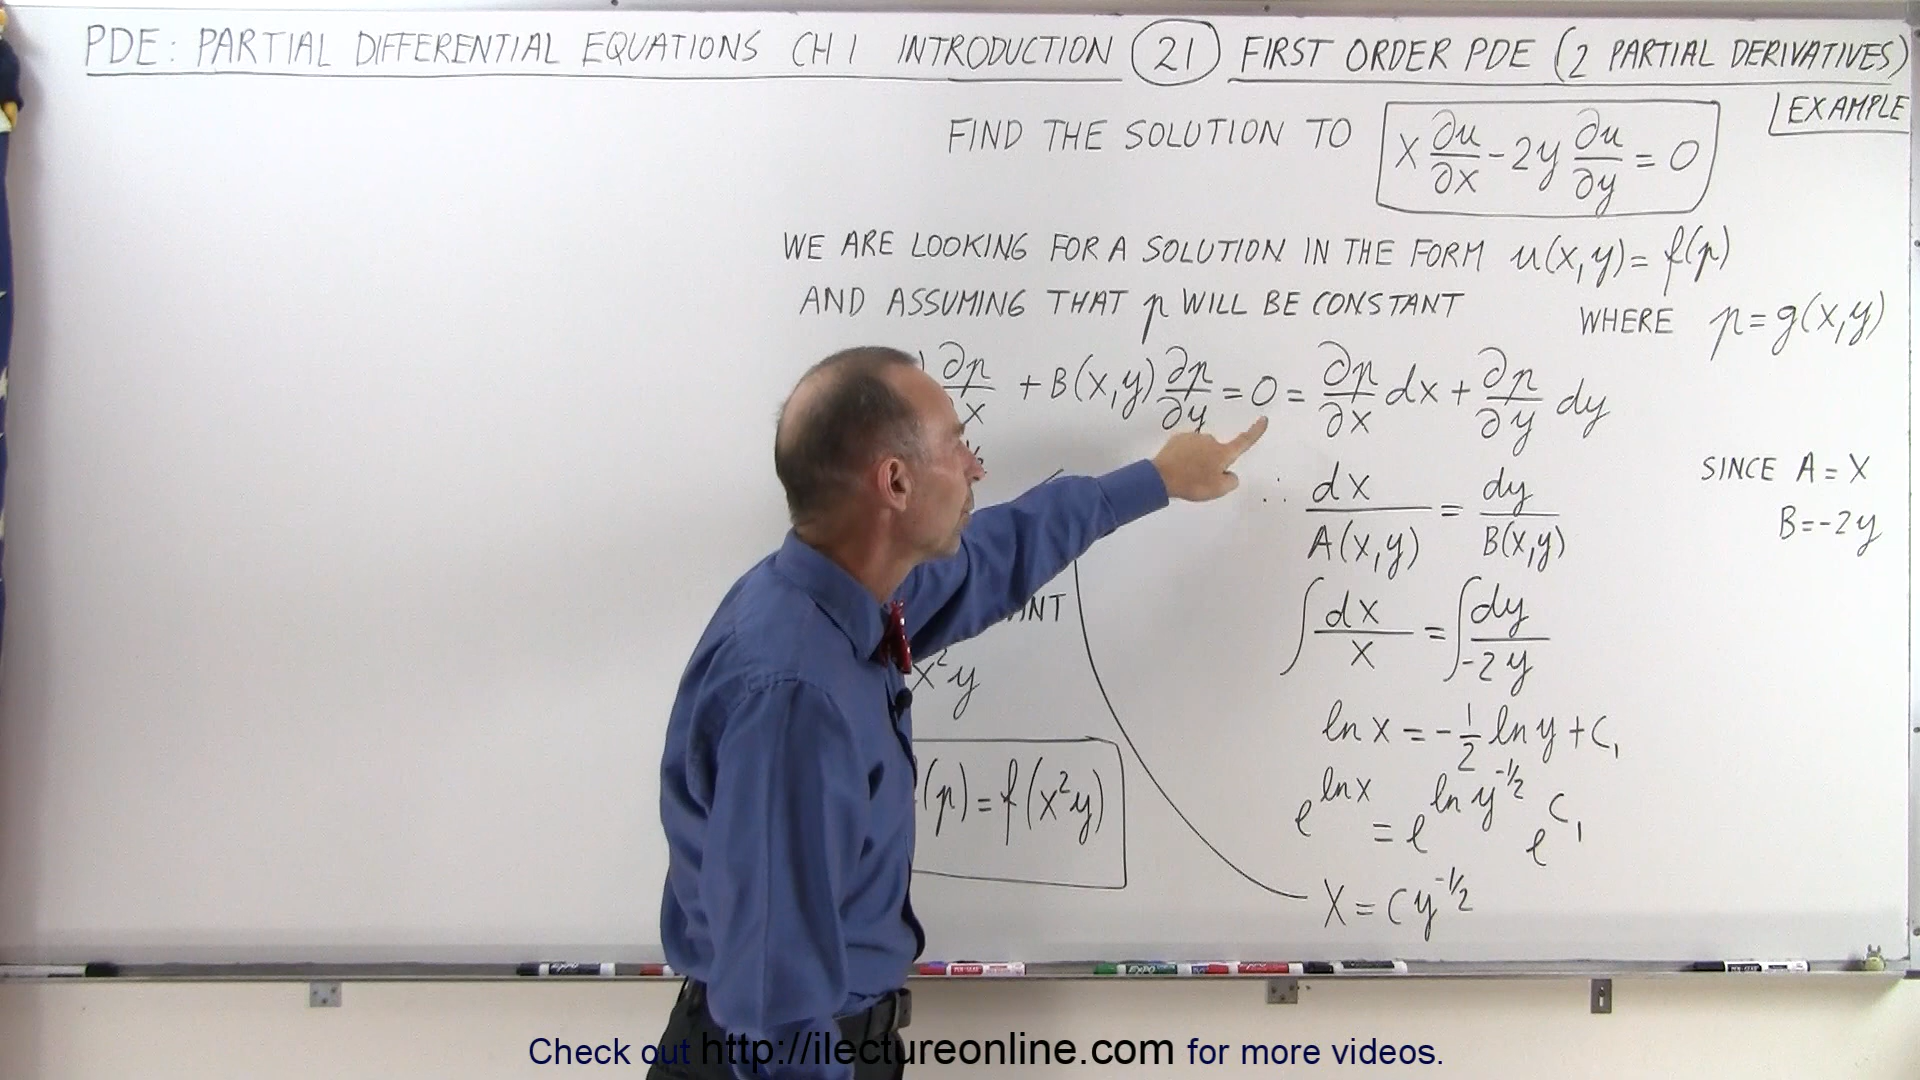 PDE: PARTIAL DIFFERENTIAL EQUATIONS CH 1 INTRODUCTION 21 FIRST ORDER PDE (2 PARTIAL DERIVATIVES)
EXAMPLE
FIND THE SOLUTION TO x ∂u/∂x - 2y ∂u/∂y = 0
WE ARE LOOKING FOR A SOLUTION IN THE FORM u(x,y) = f(p)
AND ASSUMING THAT p WILL BE CONSTANT WHERE p = g(x,y)
∂p/∂x + B(x,y) ∂p/∂y = 0 = ∂p/∂x dx + ∂p/∂y dy
∴ dx/A(x,y) = dy/B(x,y)
SINCE A = X
B = -2y
∫ dx/x = ∫ dy/-2y
x²y
ln x = -1/2 ln y + C₁
(p) = f(x²y)
e^(ln x) = e^(ln y^(-1/2)) e^(C₁)
X = C y^(-1/2)
EXPO
EXPO
Check out http://ilectureonline.com for more videos.